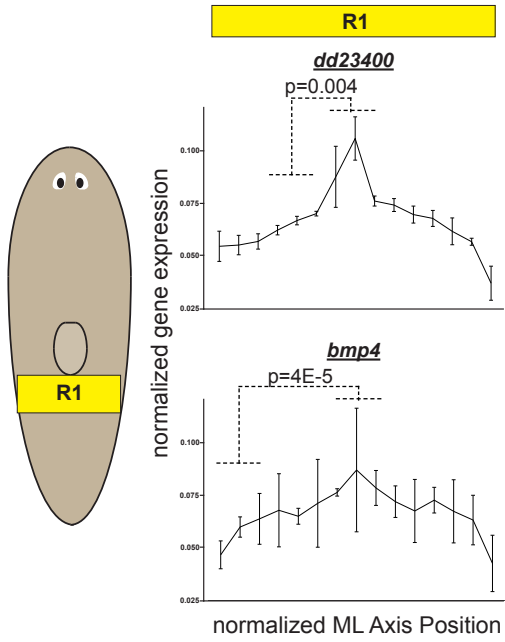 R1
dd23400
p=0.004
0.100
0.075
0.050
0.025
R1
normalized gene expression
bmp4
p=4E-5
0.100
0.075
0.050
0.025
normalized ML Axis Position